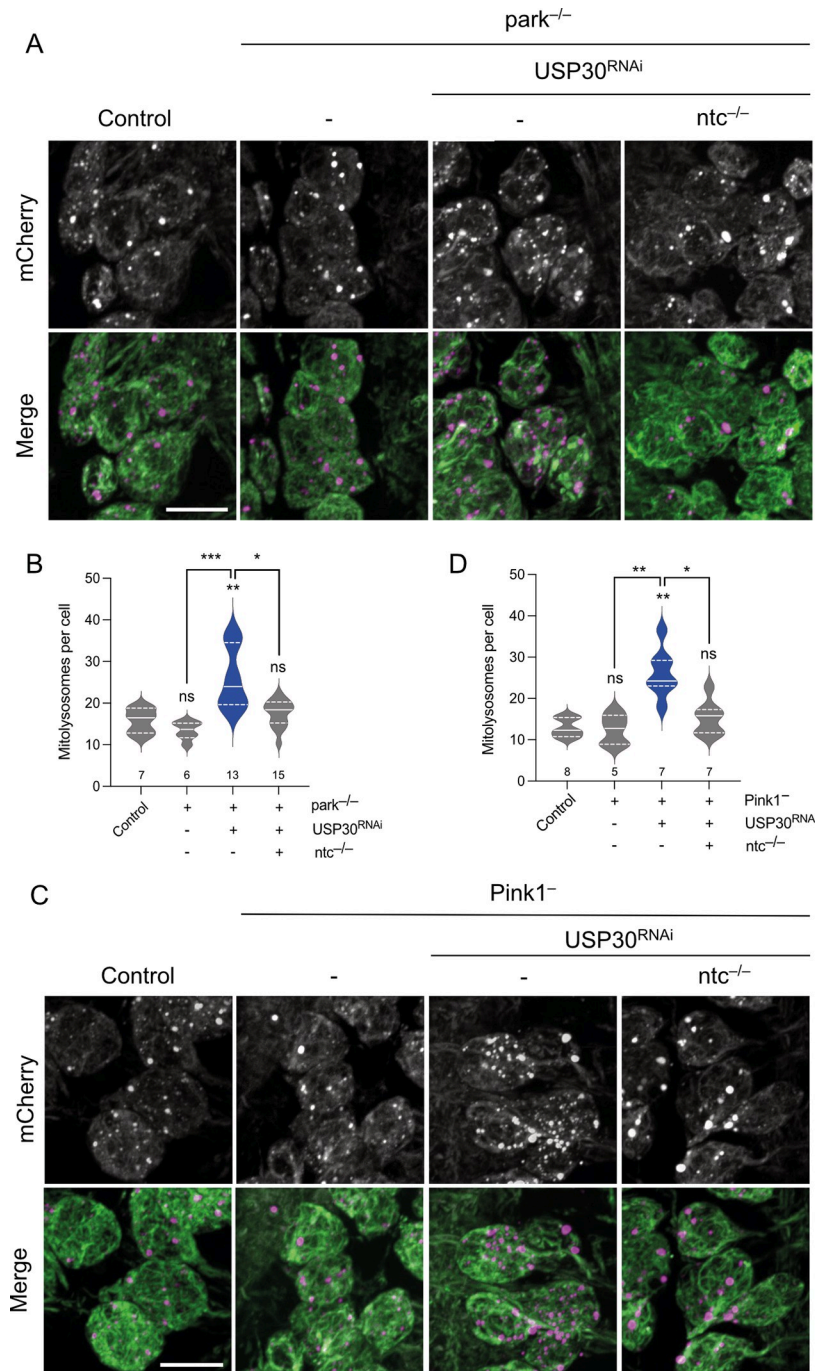 A
park–/–
USP30RNAi
Control - - ntc–/–
mCherry
Merge
B
*** *
**
ns ns
Mitolysosomes per cell
50
40
30
20
10
0
7 6 13 15
Control + + + park–/–
- + + USP30RNAi
- - + ntc–/–
D
** *
**
ns ns
Mitolysosomes per cell
50
40
30
20
10
0
8 5 7 7
Control + + + Pink1–
- + + USP30RNA
- - + ntc–/–
C
Pink1–
USP30RNAi
Control - - ntc–/–
mCherry
Merge